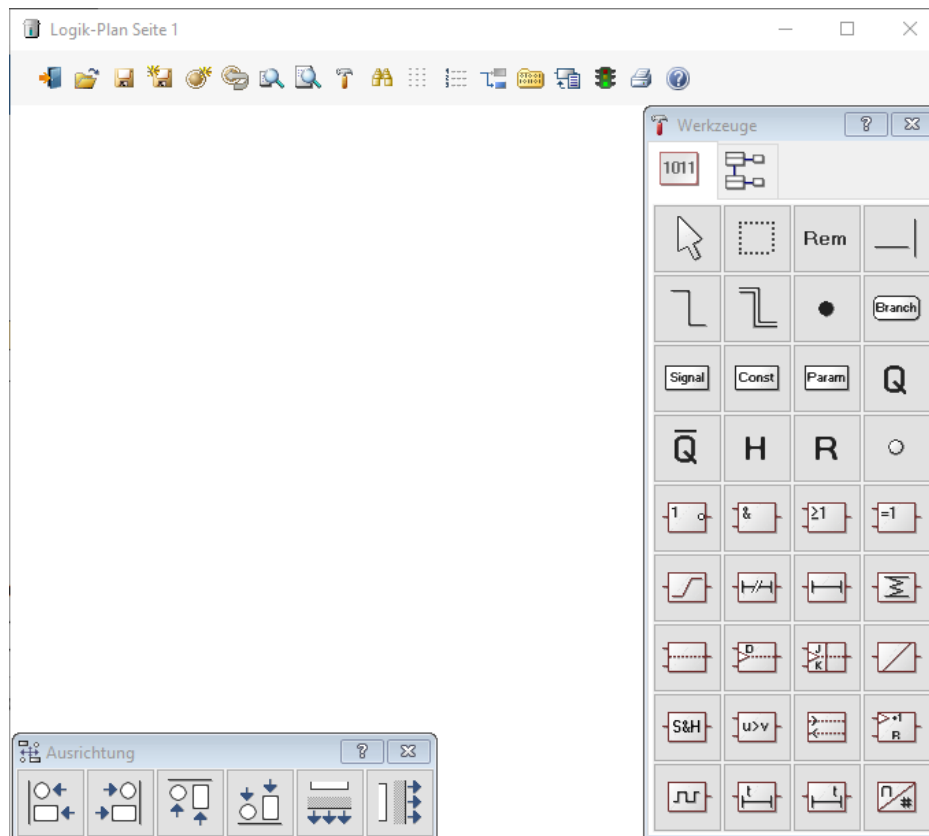 Logik-Plan Seite 1
Werkzeuge
1011
Rem
Branch
Signal Const Param Q
Q̅ H R
1 & ≥1 =1
D J K
S&H u>v +1 R
t t n #
Ausrichtung